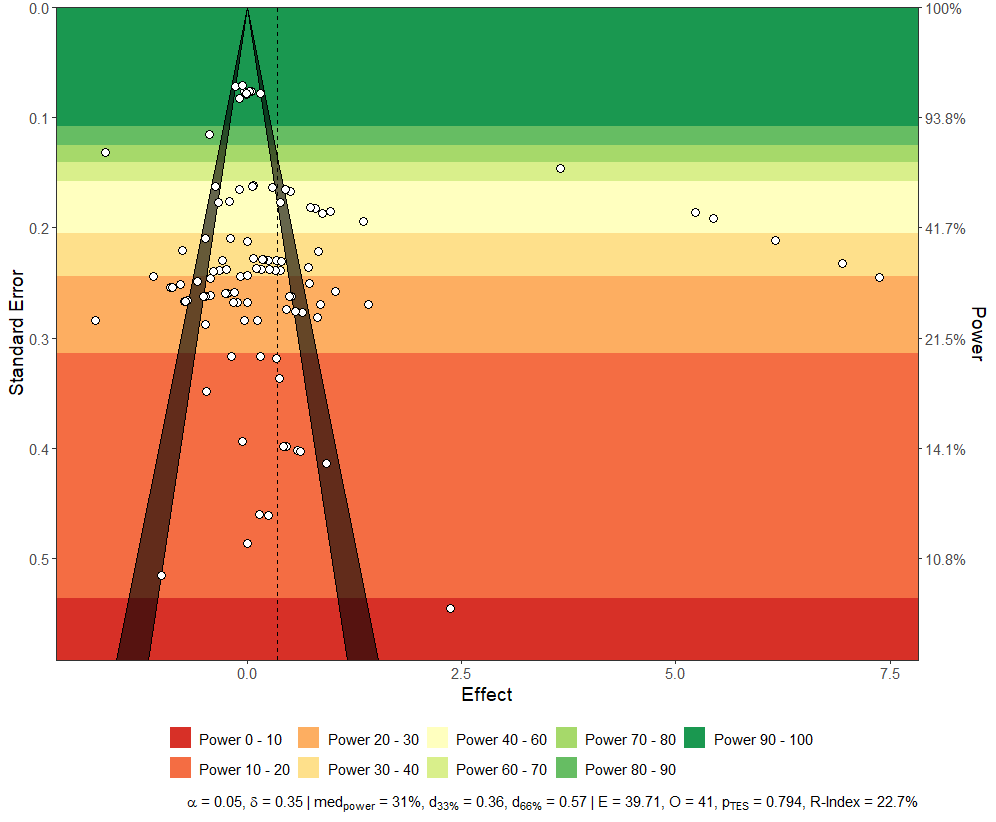 0.0
100%
0.1
93.8%
0.2
41.7%
0.3
21.5%
0.4
14.1%
0.5
10.8%
Standard Error
Power
0.0
2.5
5.0
7.5
Effect
Power 0 - 10
Power 20 - 30
Power 40 - 60
Power 70 - 80
Power 90 - 100
Power 10 - 20
Power 30 - 40
Power 60 - 70
Power 80 - 90
α = 0.05, δ = 0.35 | med_power = 31%, d_33% = 0.36, d_66% = 0.57 | E = 39.71, O = 41, p_TES = 0.794, R-Index = 22.7%